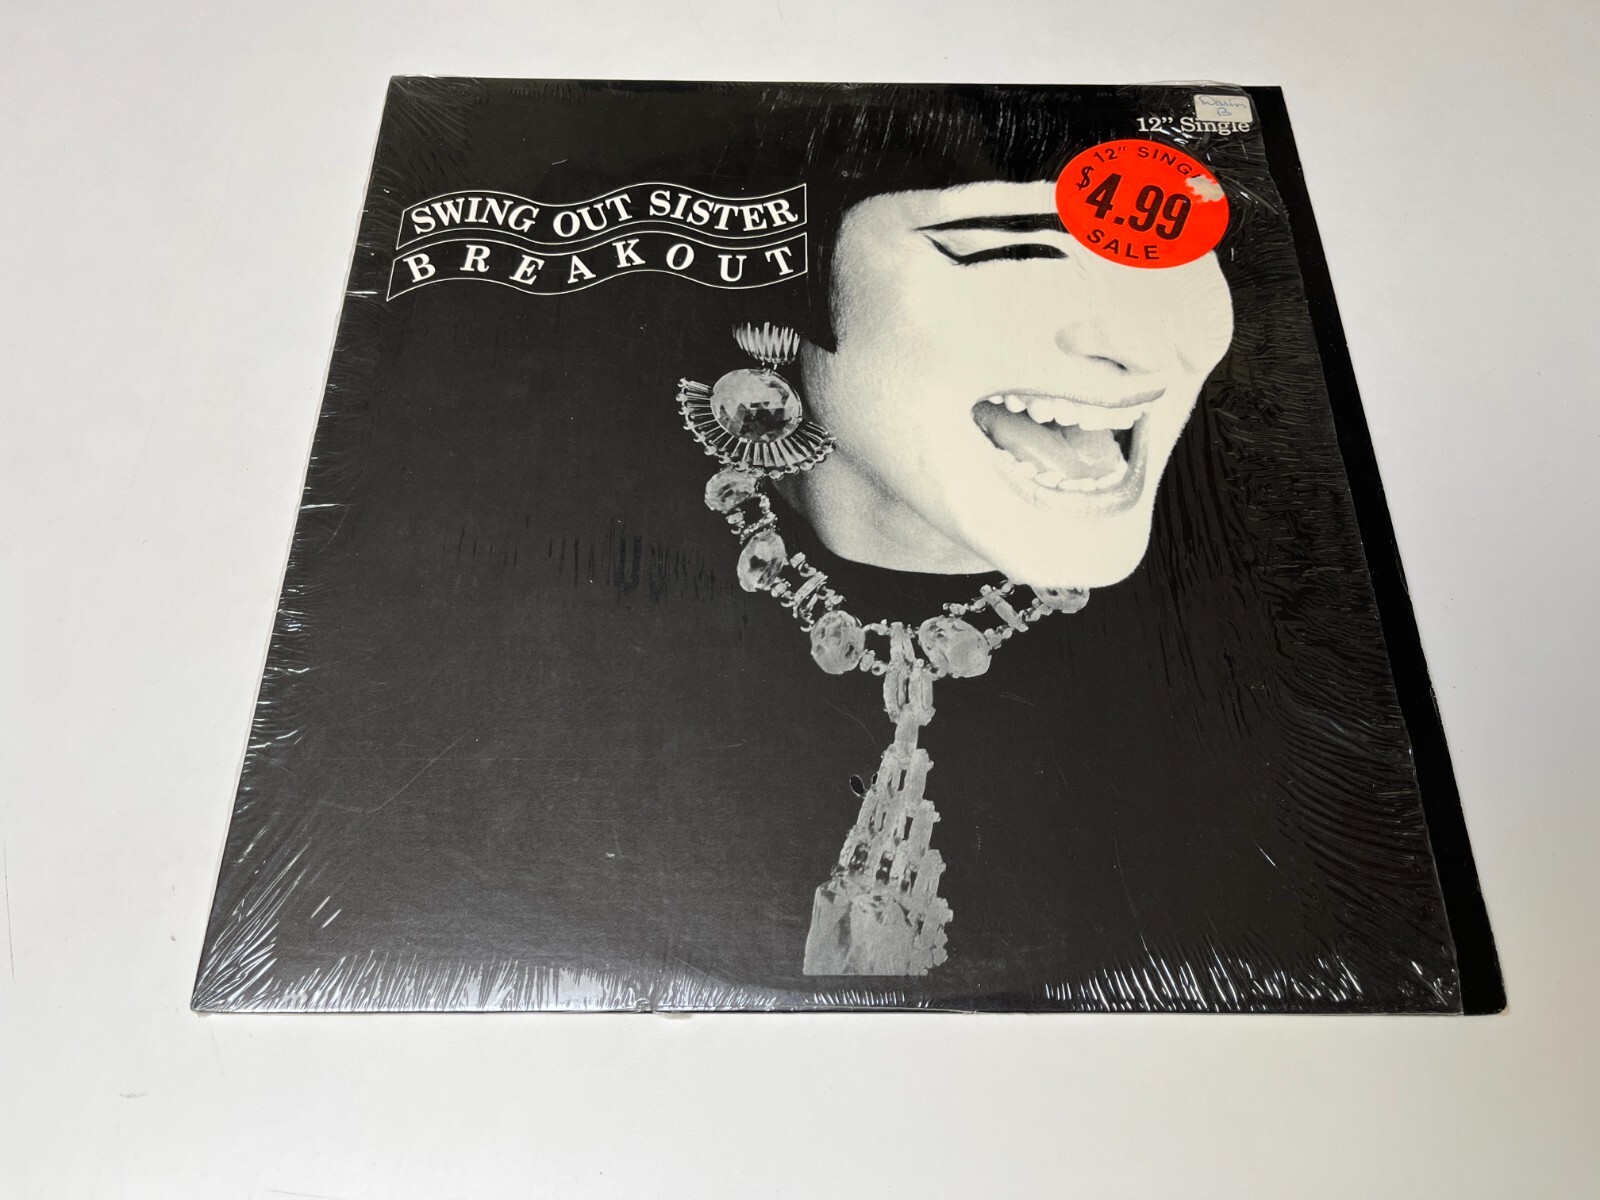 SWING OUT SISTER
BREAKOUT
12" Single
12" SING
$4.99
SALE